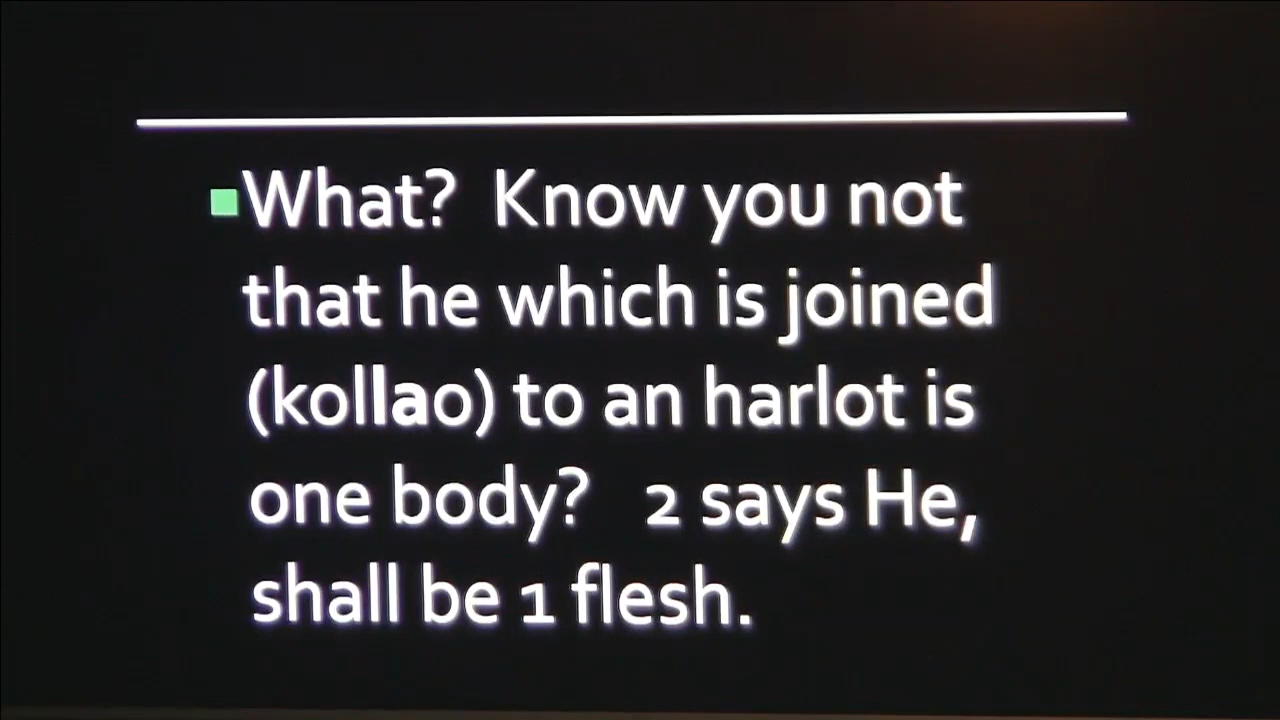 What? Know you not
that he which is joined
(kollao) to an harlot is
one body? 2 says He,
shall be 1 flesh.